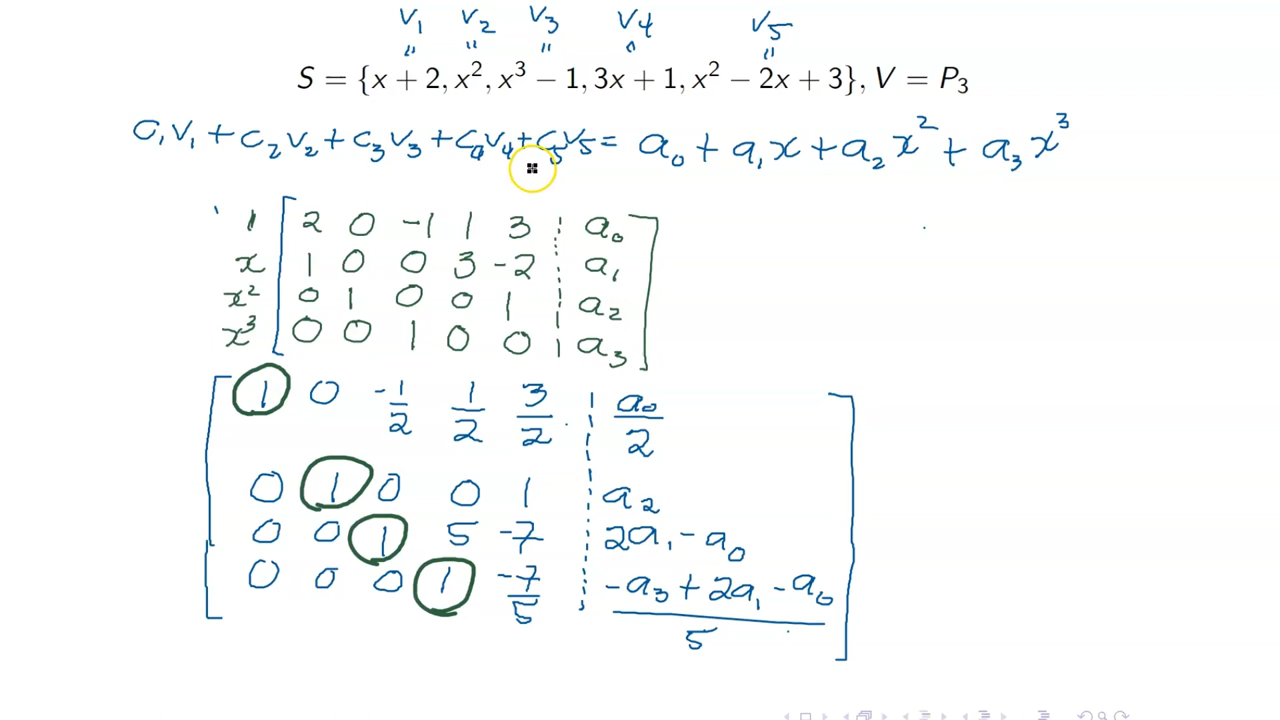 v₁ v₂ v₃ v₄ v₅
" " " " "
S = {x + 2, x², x³ − 1, 3x + 1, x² − 2x + 3}, V = P₃
c₁v₁ + c₂v₂ + c₃v₃ + c₄v₄ + c₅v₅ = a₀ + a₁x + a₂x² + a₃x³
1 [ 2 0 -1 1 3 | a₀ ]
x [ 1 0 0 3 -2 | a₁ ]
x² [ 0 1 0 0 1 | a₂ ]
x³ [ 0 0 1 0 0 | a₃ ]
[ 1 0 -1/2 1/2 3/2 | a₀/2 ]
[ 0 1 0 0 1 | a₂ ]
[ 0 0 1 5 -7 | 2a₁ - a₀ ]
[ 0 0 0 1 -7/5 | (-a₃ + 2a₁ - a₀)/5 ]